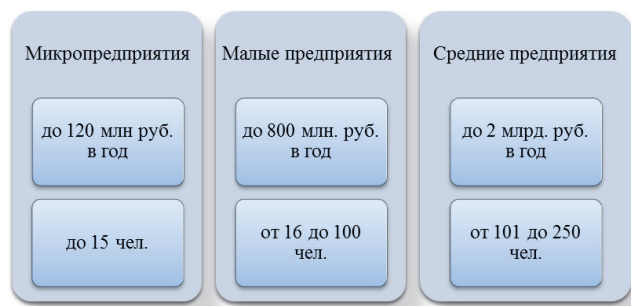 Микропредприятия
до 120 млн руб.
в год
до 15 чел.
Малые предприятия
до 800 млн. руб.
в год
от 16 до 100
чел.
Средние предприятия
до 2 млрд. руб.
в год
от 101 до 250
чел.